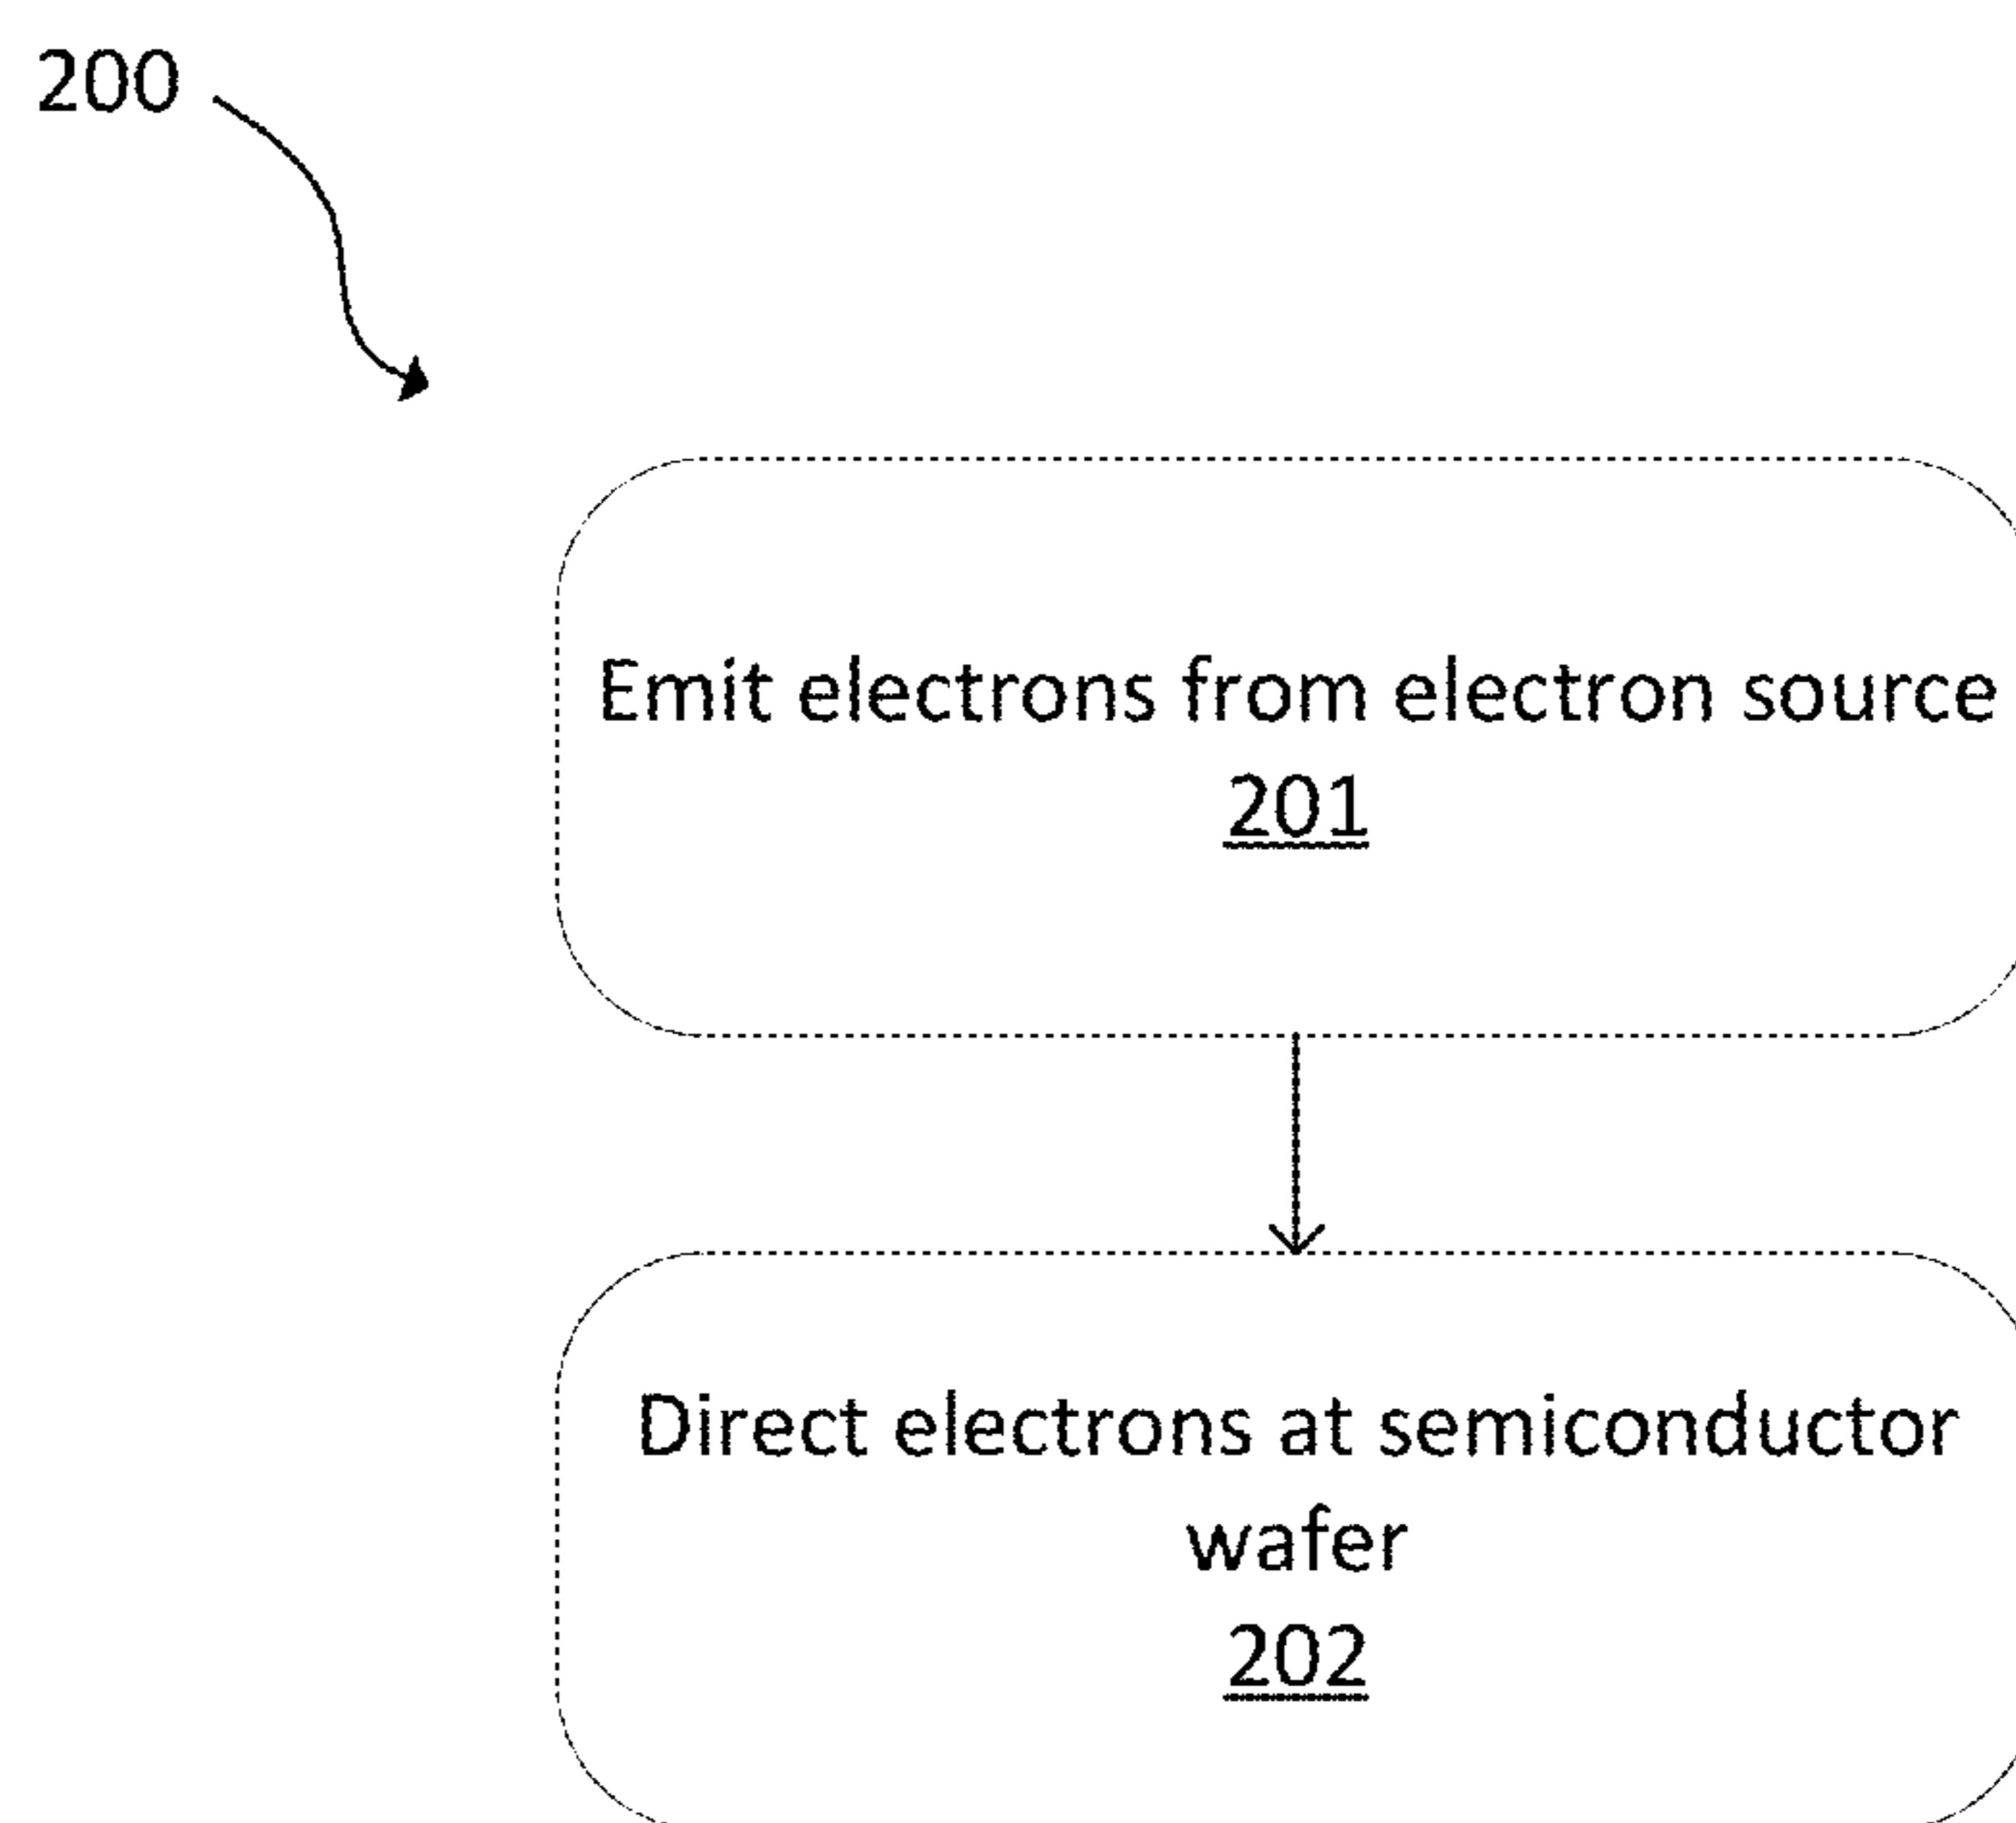 200
Emit electrons from electron source
201
Direct electrons at semiconductor
wafer
202